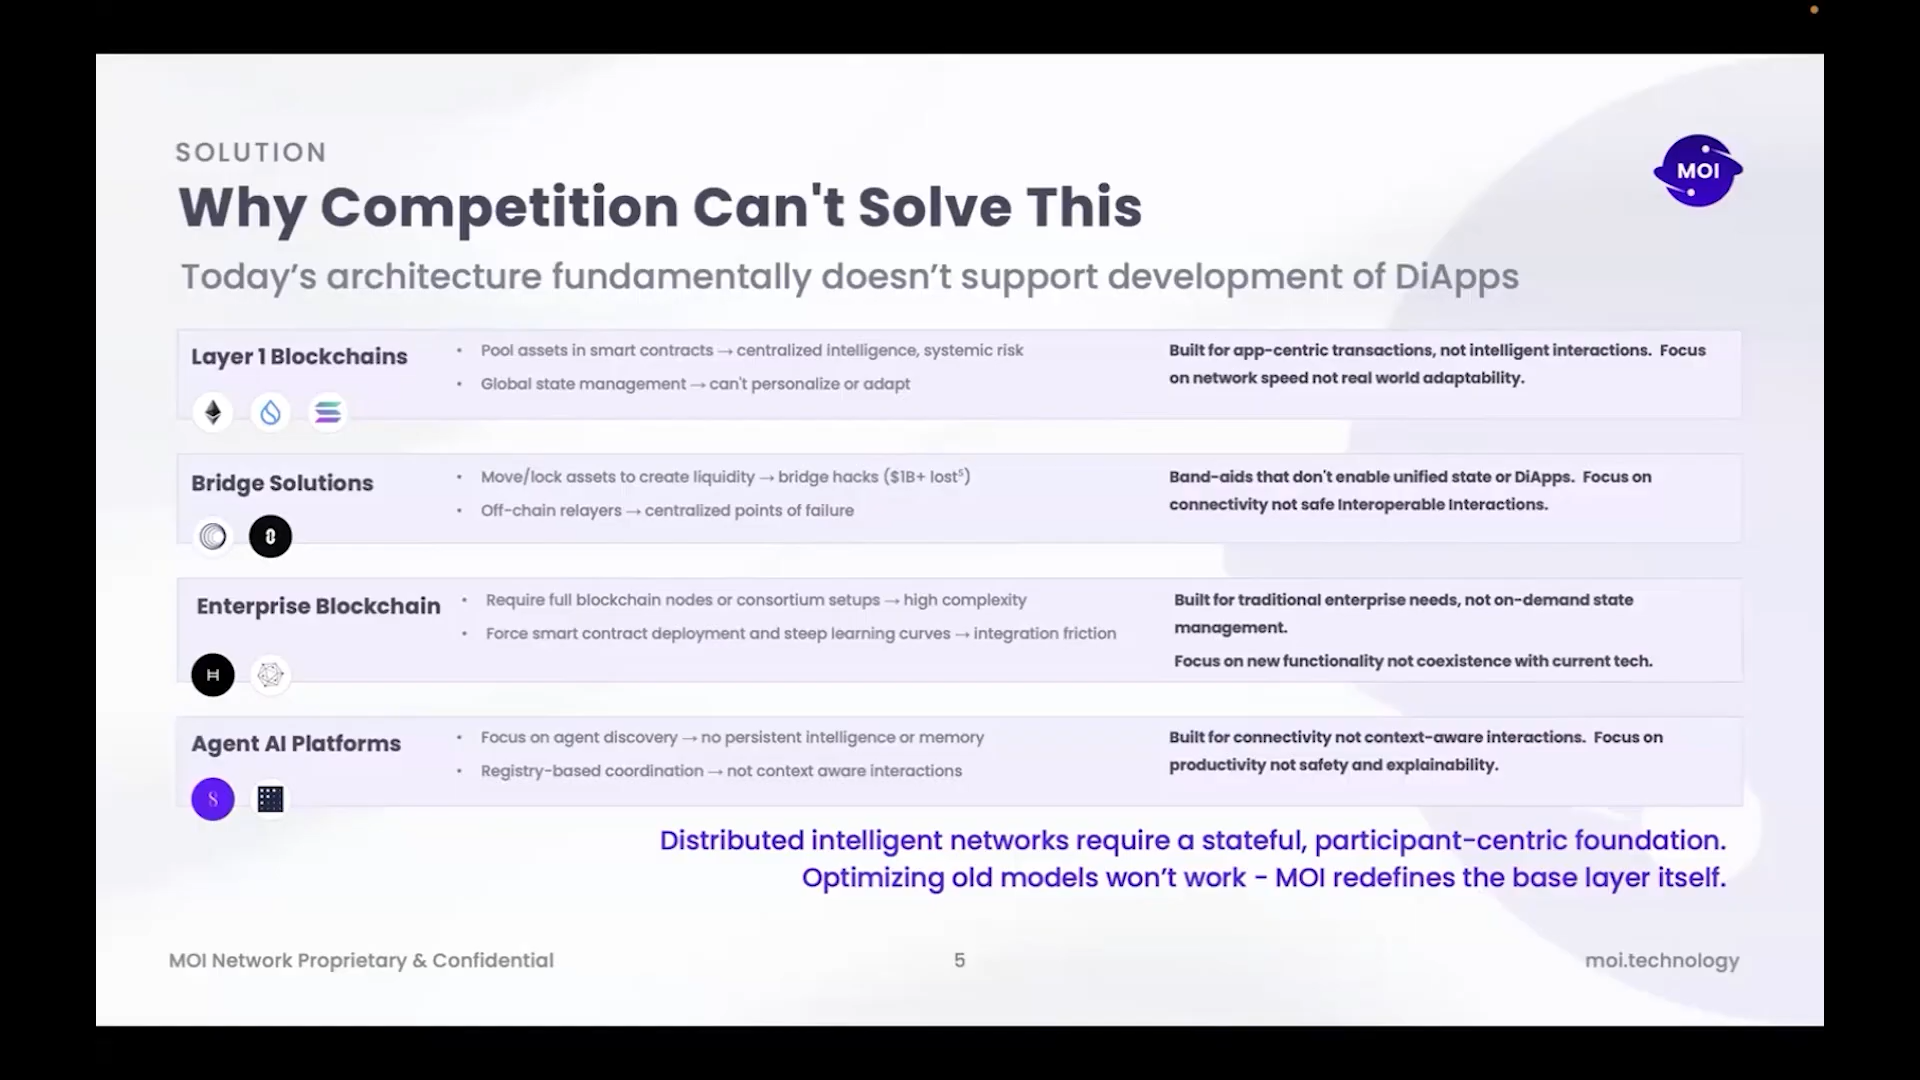 SOLUTION
Why Competition Can't Solve This
MOI
Today’s architecture fundamentally doesn’t support development of DiApps
Layer 1 Blockchains
• Pool assets in smart contracts → centralized intelligence, systemic risk
• Global state management → can't personalize or adapt
Built for app-centric transactions, not intelligent interactions. Focus
on network speed not real world adaptability.
Bridge Solutions
• Move/lock assets to create liquidity → bridge hacks ($1B+ lost⁵)
• Off-chain relayers → centralized points of failure
Band-aids that don't enable unified state or DiApps. Focus on
connectivity not safe Interoperable Interactions.
Enterprise Blockchain
• Require full blockchain nodes or consortium setups → high complexity
• Force smart contract deployment and steep learning curves → integration friction
Built for traditional enterprise needs, not on-demand state
management.
Focus on new functionality not coexistence with current tech.
Agent AI Platforms
• Focus on agent discovery → no persistent intelligence or memory
• Registry-based coordination → not context aware interactions
Built for connectivity not context-aware interactions. Focus on
productivity not safety and explainability.
Distributed intelligent networks require a stateful, participant-centric foundation.
Optimizing old models won’t work - MOI redefines the base layer itself.
MOI Network Proprietary & Confidential
5
moi.technology